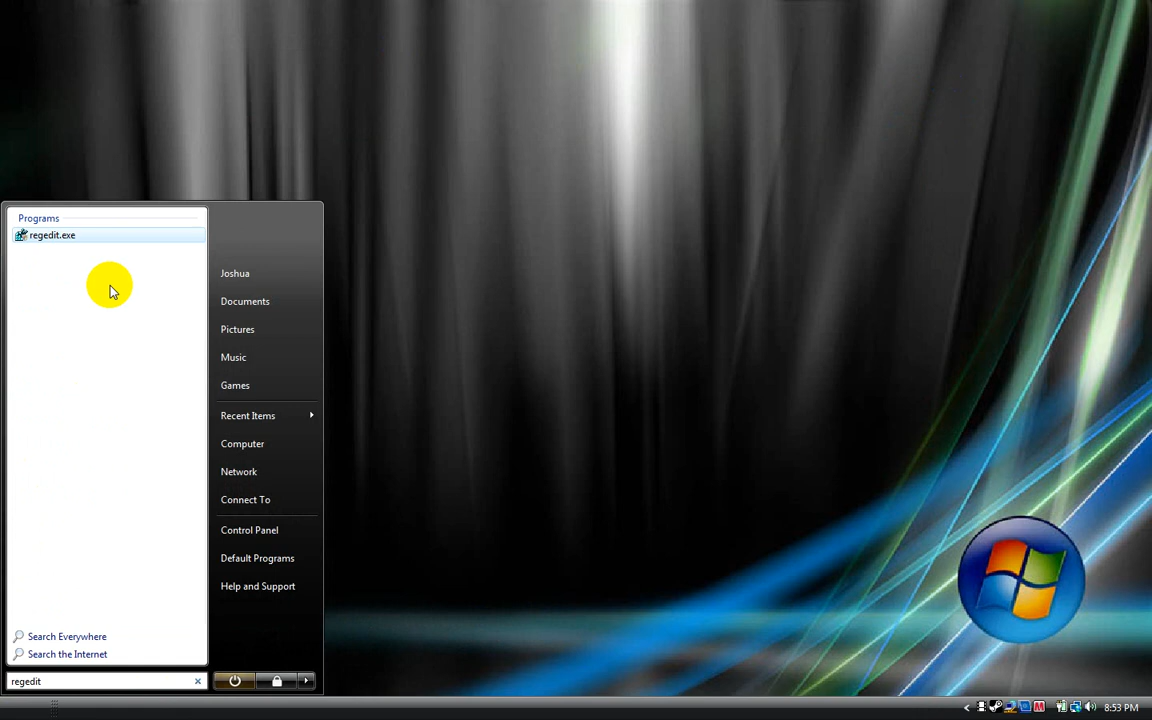 Programs
regedit.exe
Joshua
Documents
Pictures
Music
Games
Recent Items
Computer
Network
Connect To
Control Panel
Default Programs
Help and Support
Search Everywhere
Search the Internet
regedit
8:53 PM